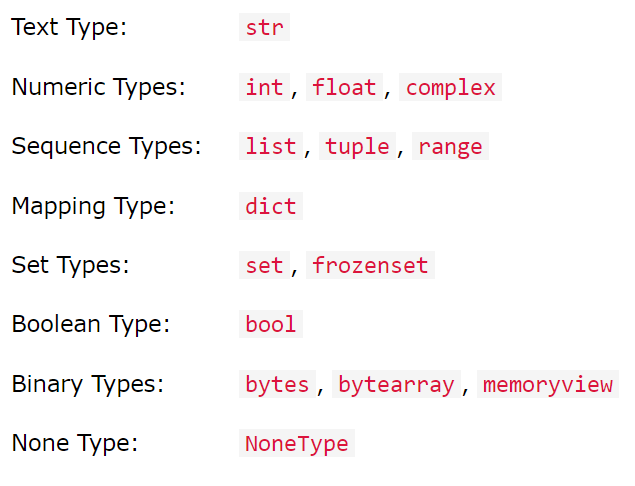 Text Type: str
Numeric Types: int, float, complex
Sequence Types: list, tuple, range
Mapping Type: dict
Set Types: set, frozenset
Boolean Type: bool
Binary Types: bytes, bytearray, memoryview
None Type: NoneType